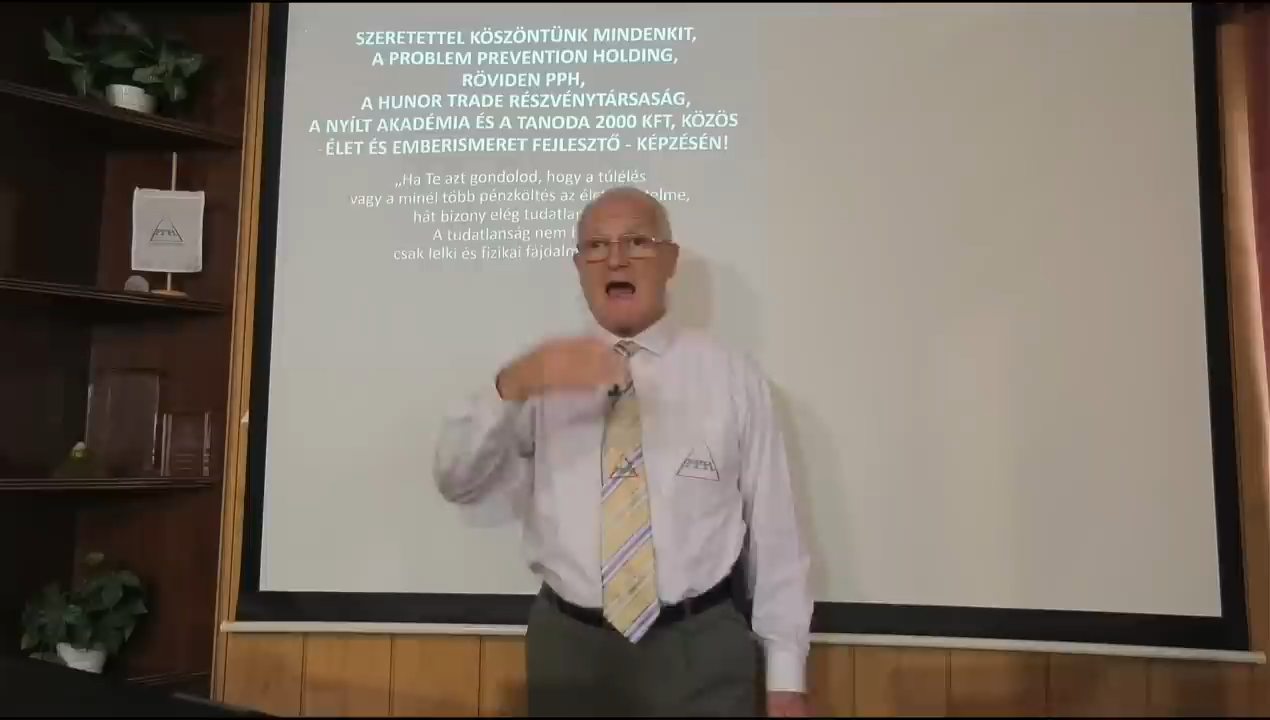 SZERETETTEL KÖSZÖNTÜNK MINDENKIT,
A PROBLEM PREVENTION HOLDING,
RÖVIDEN PPH,
A HUNOR TRADE RÉSZVÉNYTÁRSASÁG,
A NYÍLT AKADÉMIA ÉS A TANODA 2000 KFT, KÖZÖS
ÉLET ÉS EMBERISMERET FEJLESZTŐ - KÉPZÉSÉN!
„Ha Te azt gondolod, hogy a túlélés
vagy a minél több pénzköltés az
hát bizony elég
A tudatlanság nem
csak lelki és fizikai
PPH
PPH